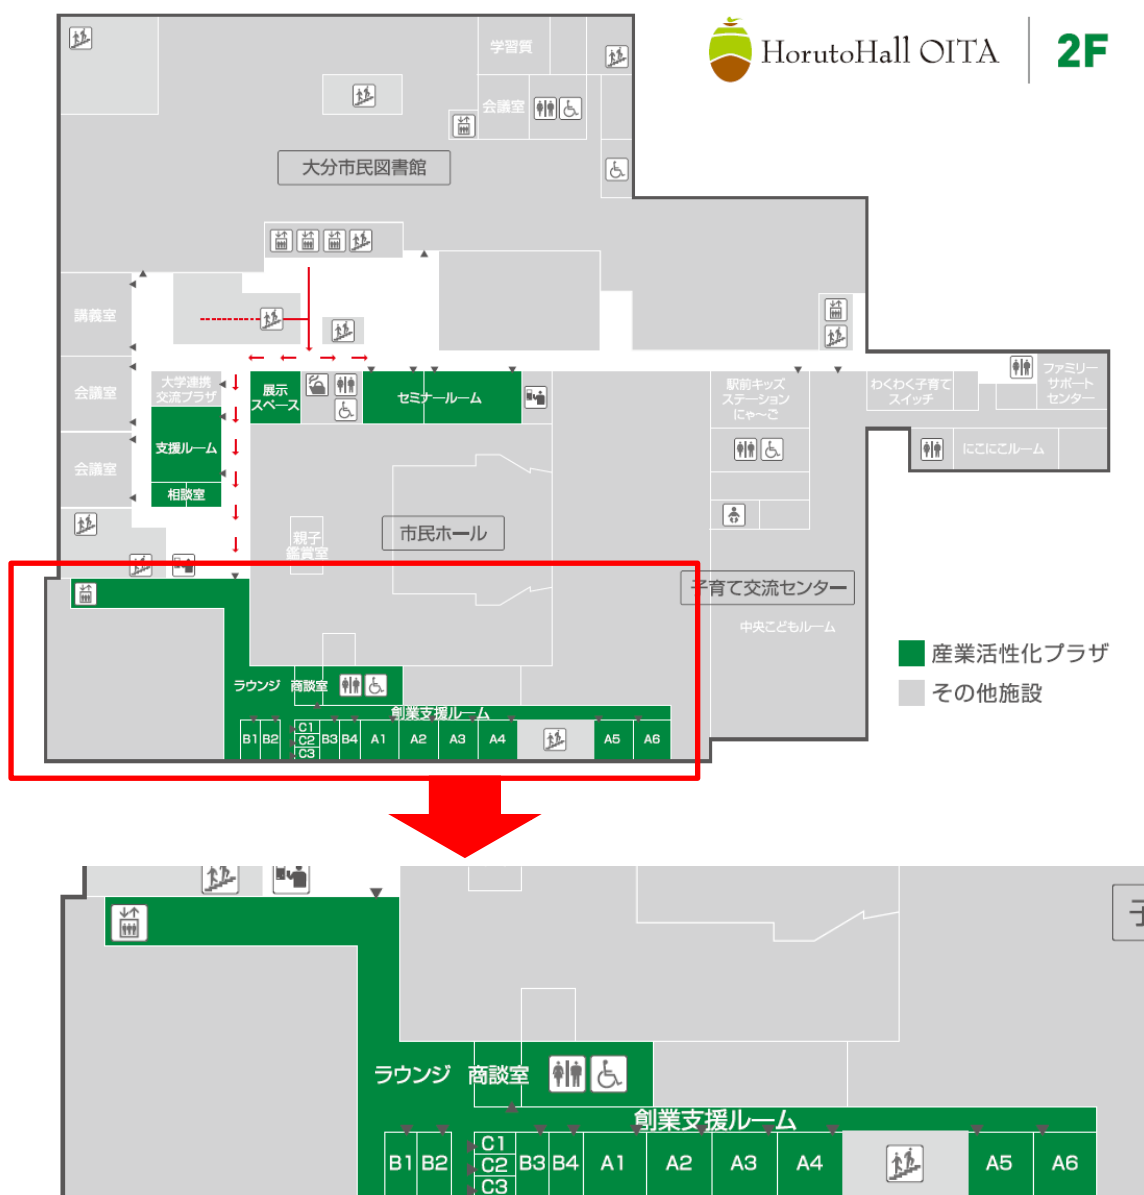 HorutoHall OITA
2F
学習質
会議室
大分市民図書館
講義室
会議室
会議室
大学連携
交流プラザ
支援ルーム
相談室
展示
スペース
セミナールーム
駅前キッズ
ステーション
にゃ〜ご
わくわく子育て
スイッチ
ファミリー
サポート
センター
にこにこルーム
市民ホール
親子
鑑賞室
子育て交流センター
中央こどもルーム
産業活性化プラザ
その他施設
ラウンジ
商談室
創業支援ルーム
B1
B2
C1
C2
C3
B3
B4
A1
A2
A3
A4
A5
A6
子
ラウンジ
商談室
創業支援ルーム
B1
B2
C1
C2
C3
B3
B4
A1
A2
A3
A4
A5
A6